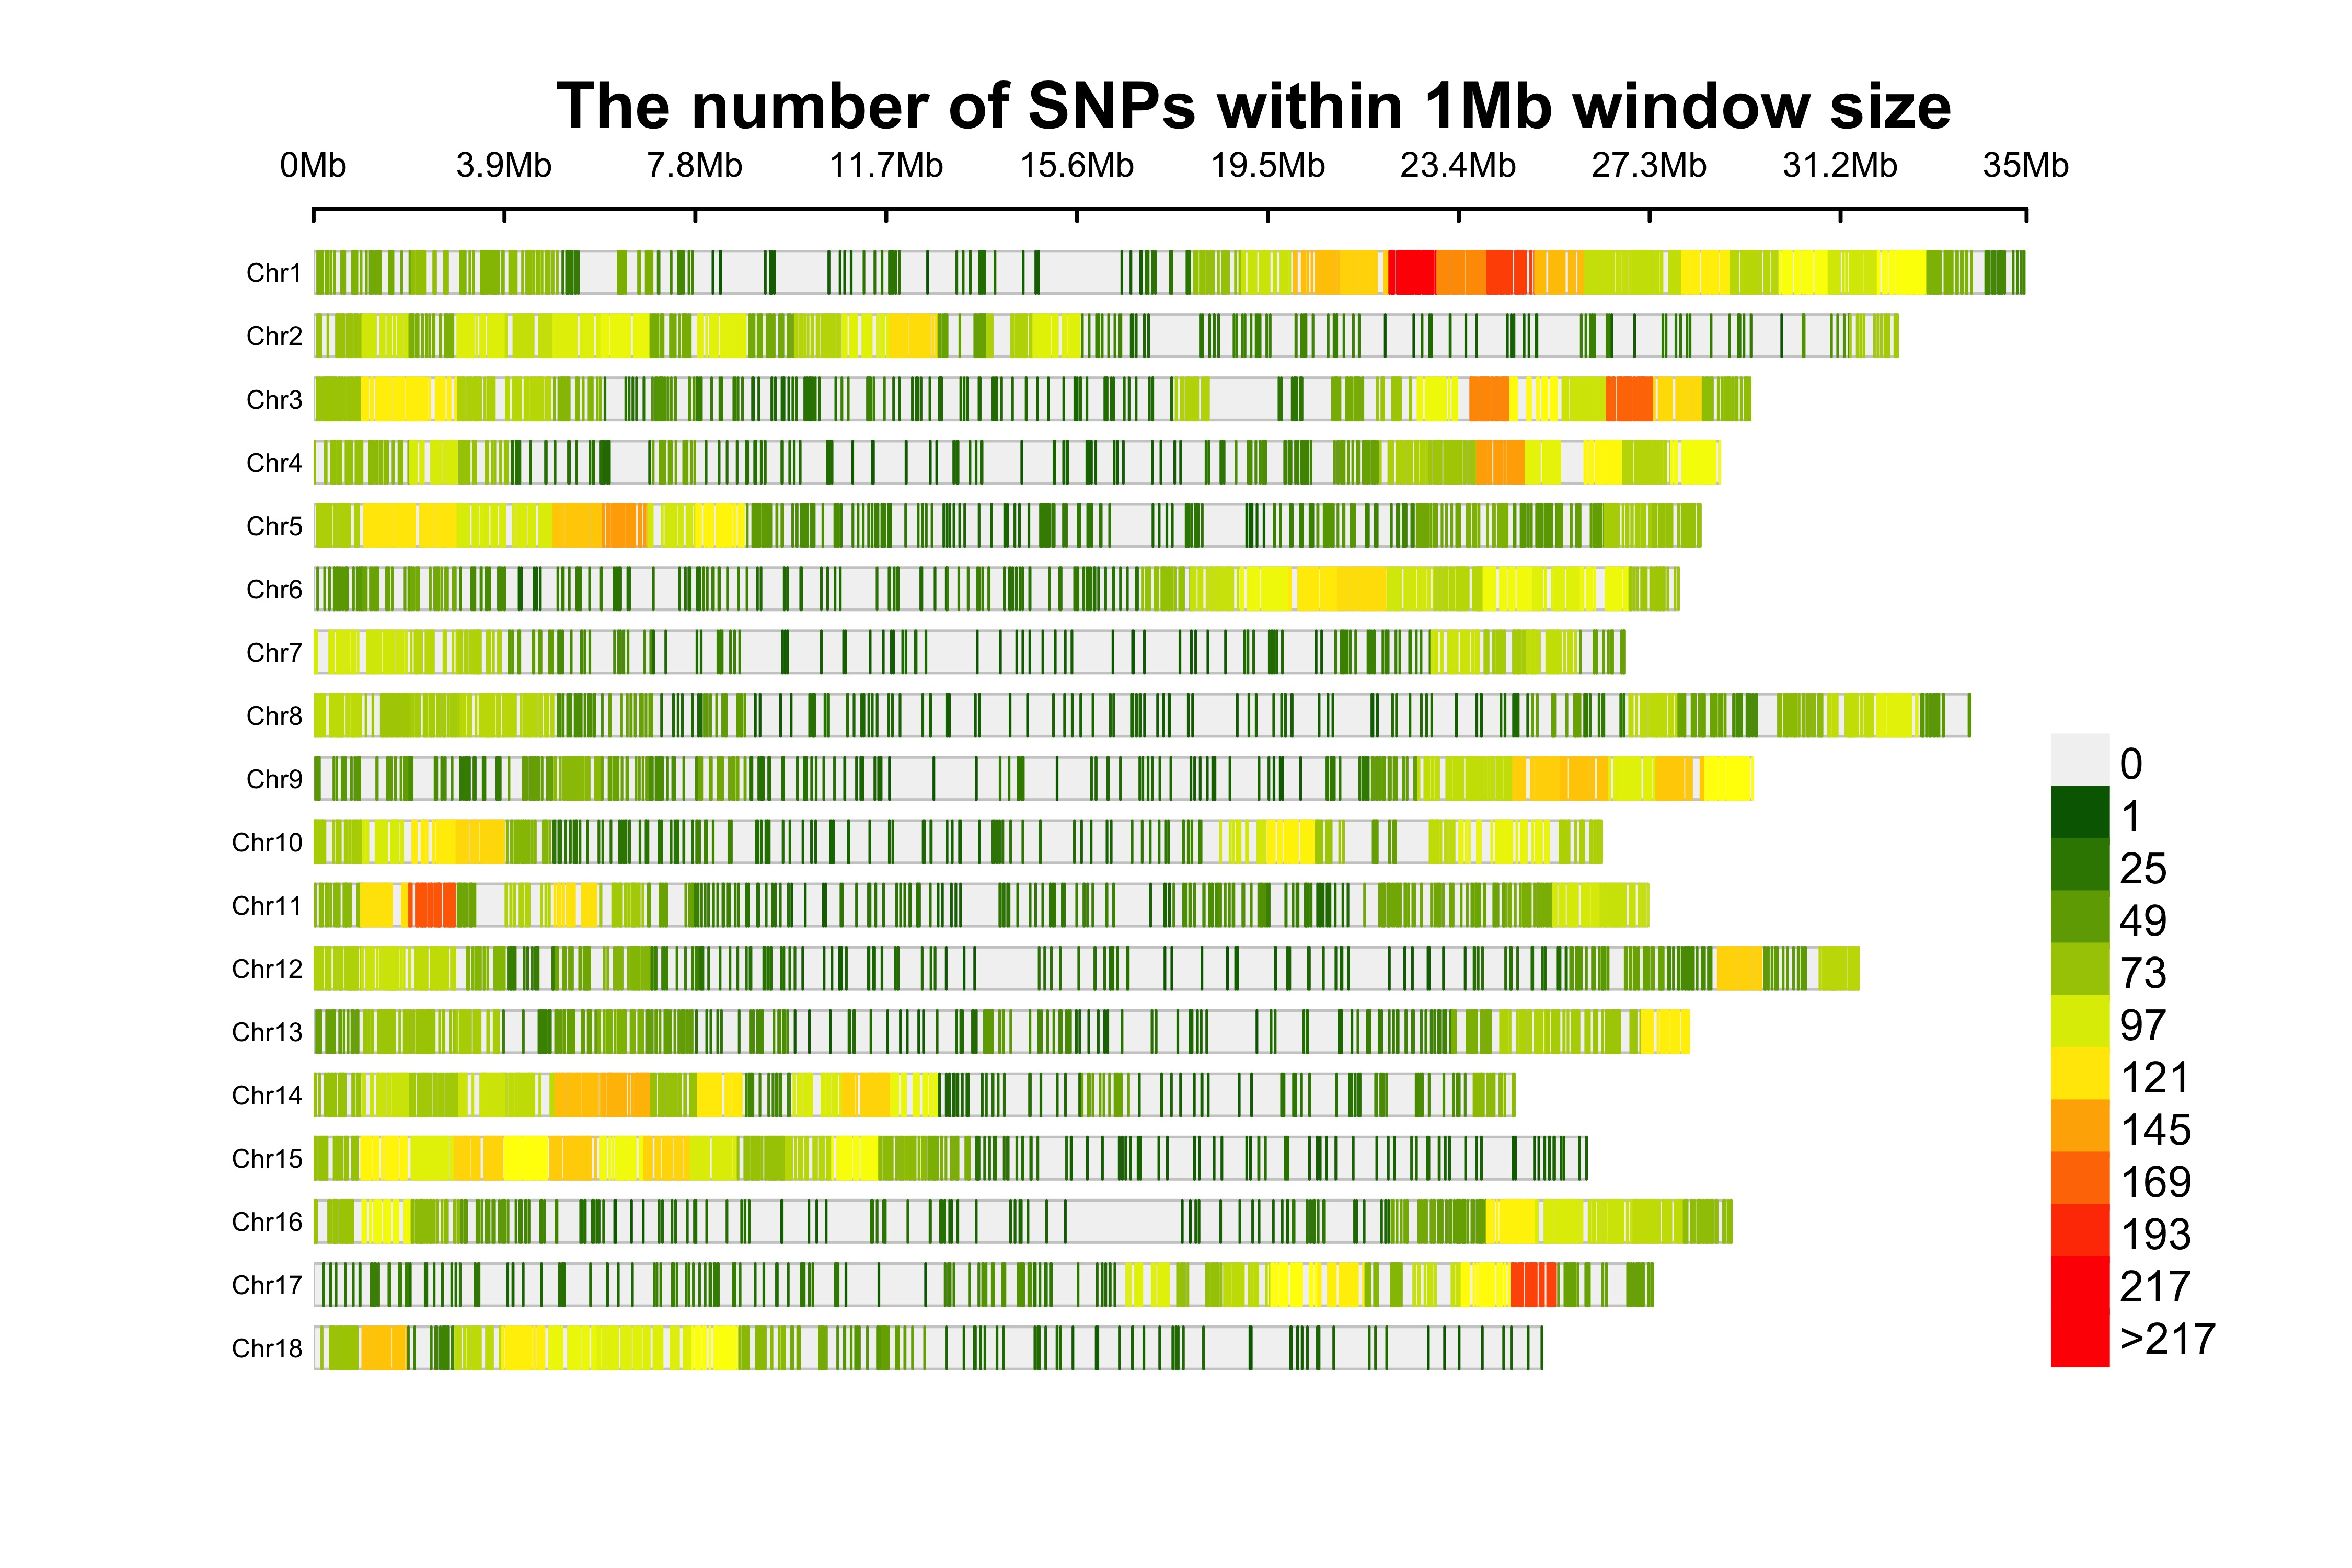 The number of SNPs within 1Mb window size
0Mb 3.9Mb 7.8Mb 11.7Mb 15.6Mb 19.5Mb 23.4Mb 27.3Mb 31.2Mb 35Mb
Chr1
Chr2
Chr3
Chr4
Chr5
Chr6
Chr7
Chr8
Chr9
Chr10
Chr11
Chr12
Chr13
Chr14
Chr15
Chr16
Chr17
Chr18
0
1
25
49
73
97
121
145
169
193
217
>217